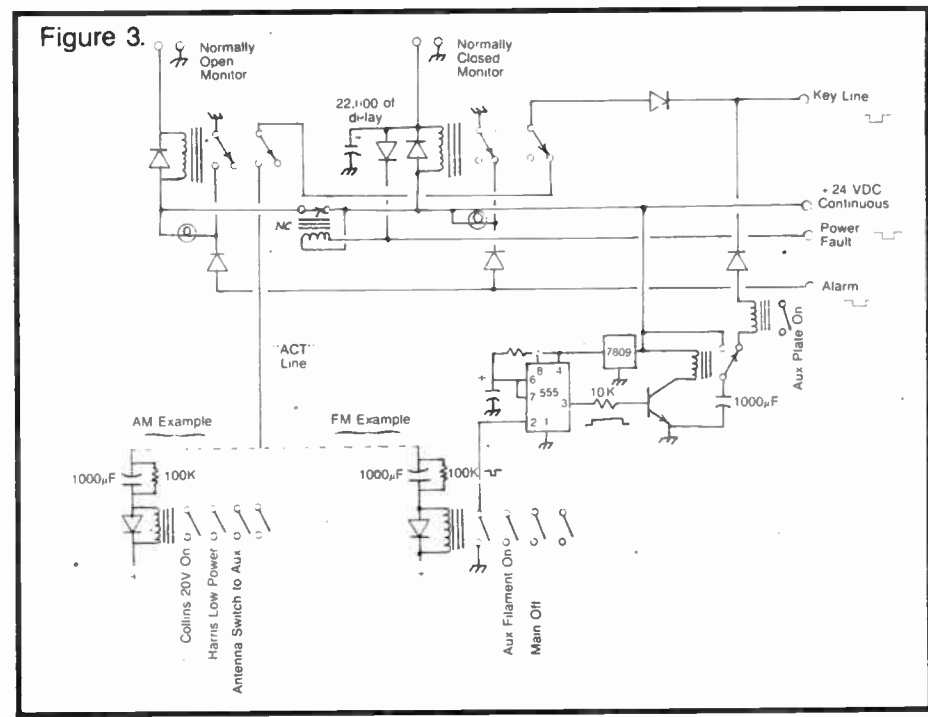 Figure 3.
Normally
Open
Monitor
Normally
Closed
Monitor
Key Line
+ 24 VDC
Continuous
Power
Fault
Alarm
NC
"ACT"
Line
Aux Plate On
7809
8 4
6
7
555
3
2 1
10K
1000µF
AM Example
FM Example
1000µF
100K
1000µF
100K
+
+
+
Collins 20V On
Harris Low Power
Antenna Switch to Aux
Aux Filament On
Main Off